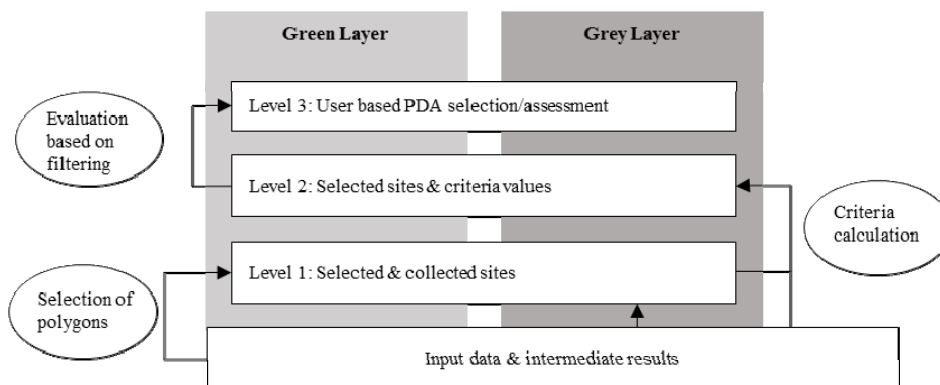 Green Layer
Grey Layer
Level 3: User based PDA selection/assessment
Evaluation
based on
filtering
Level 2: Selected sites & criteria values
Criteria
calculation
Level 1: Selected & collected sites
Selection of
polygons
Input data & intermediate results